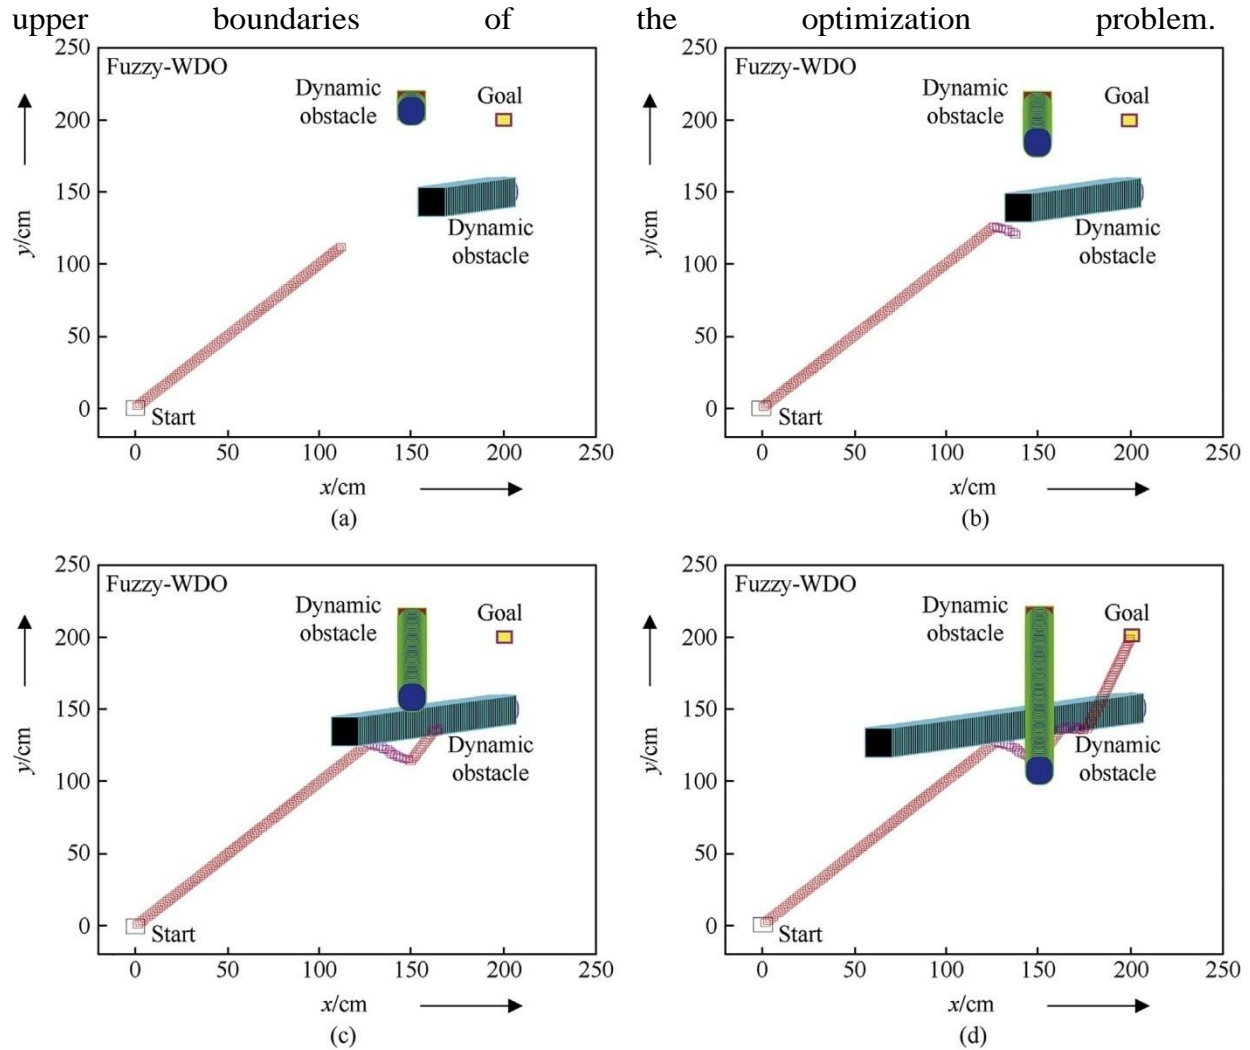 upper boundaries of the optimization problem.
250
Fuzzy-WDO
Dynamic
obstacle
Goal
200
150
Dynamic
obstacle
100
50
0
Start
y/cm
0 50 100 150 200 250
x/cm
(a)
250
Fuzzy-WDO
Dynamic
obstacle
Goal
200
150
Dynamic
obstacle
100
50
0
Start
y/cm
0 50 100 150 200 250
x/cm
(b)
250
Fuzzy-WDO
Dynamic
obstacle
Goal
200
150
Dynamic
obstacle
100
50
0
Start
y/cm
0 50 100 150 200 250
x/cm
(c)
250
Fuzzy-WDO
Dynamic
obstacle
Goal
200
150
Dynamic
obstacle
100
50
0
Start
y/cm
0 50 100 150 200 250
x/cm
(d)